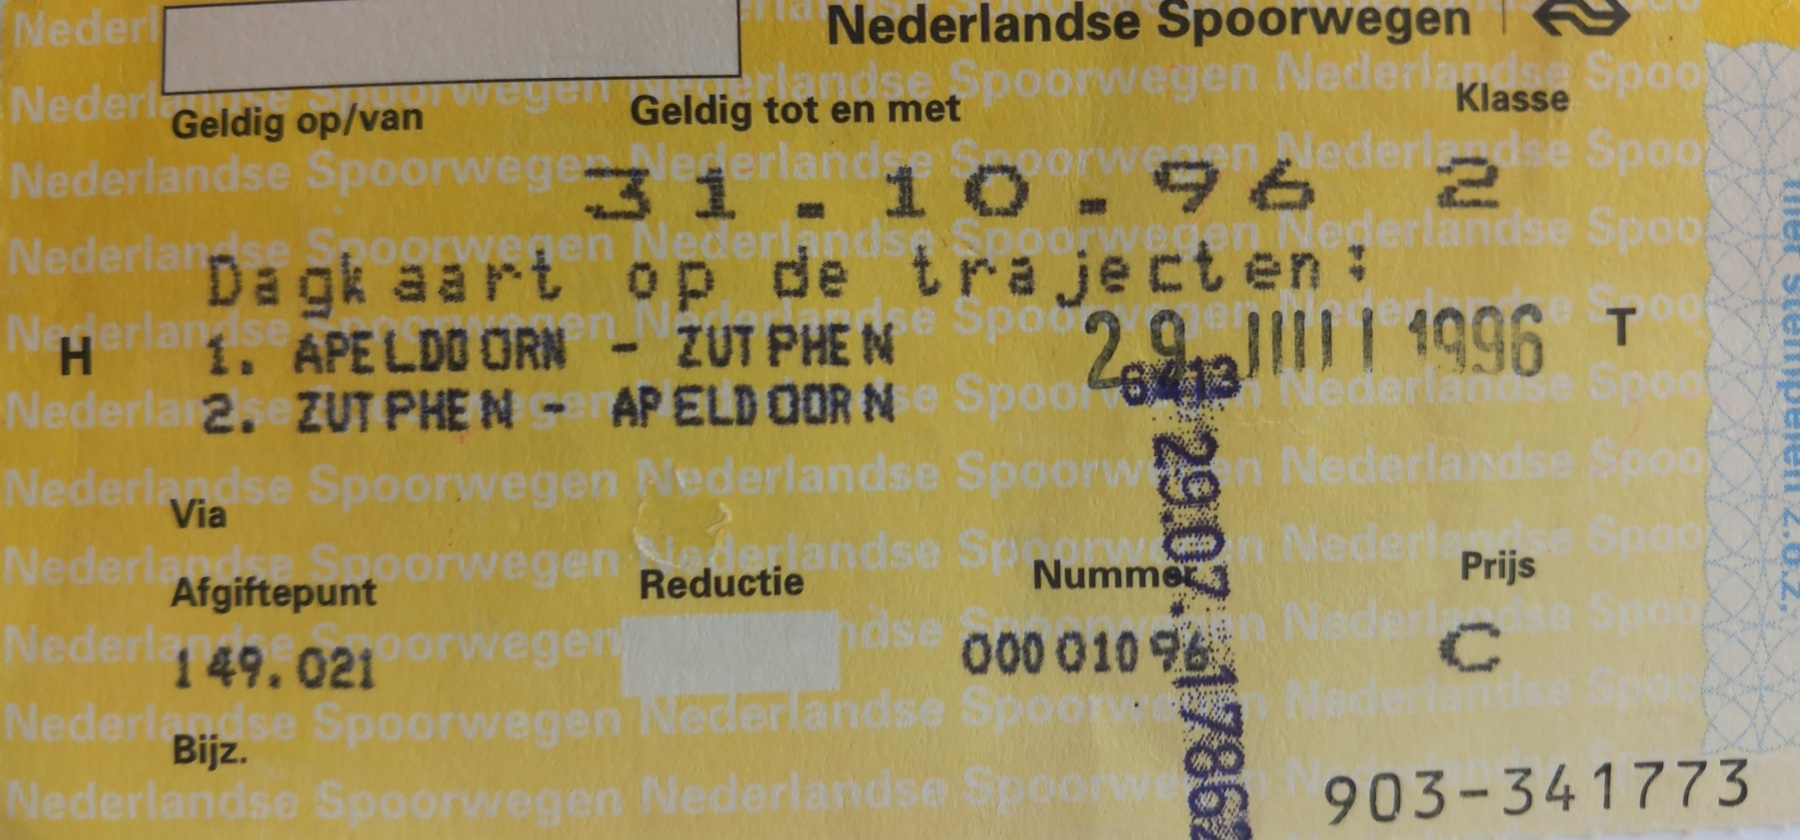 Nederlandse Spoorwegen
Geldig op/van Geldig tot en met Klasse
31.10.96 2
Dagkaart op de trajecten:
H 1. APELDOORN - ZUTPHEN 29 1996 T
2. ZUTPHEN - APELDOORN
29.07.
Via
Afgiftepunt Reductie Nummer Prijs
149.021 00001096 C
Bijz.
903-341773